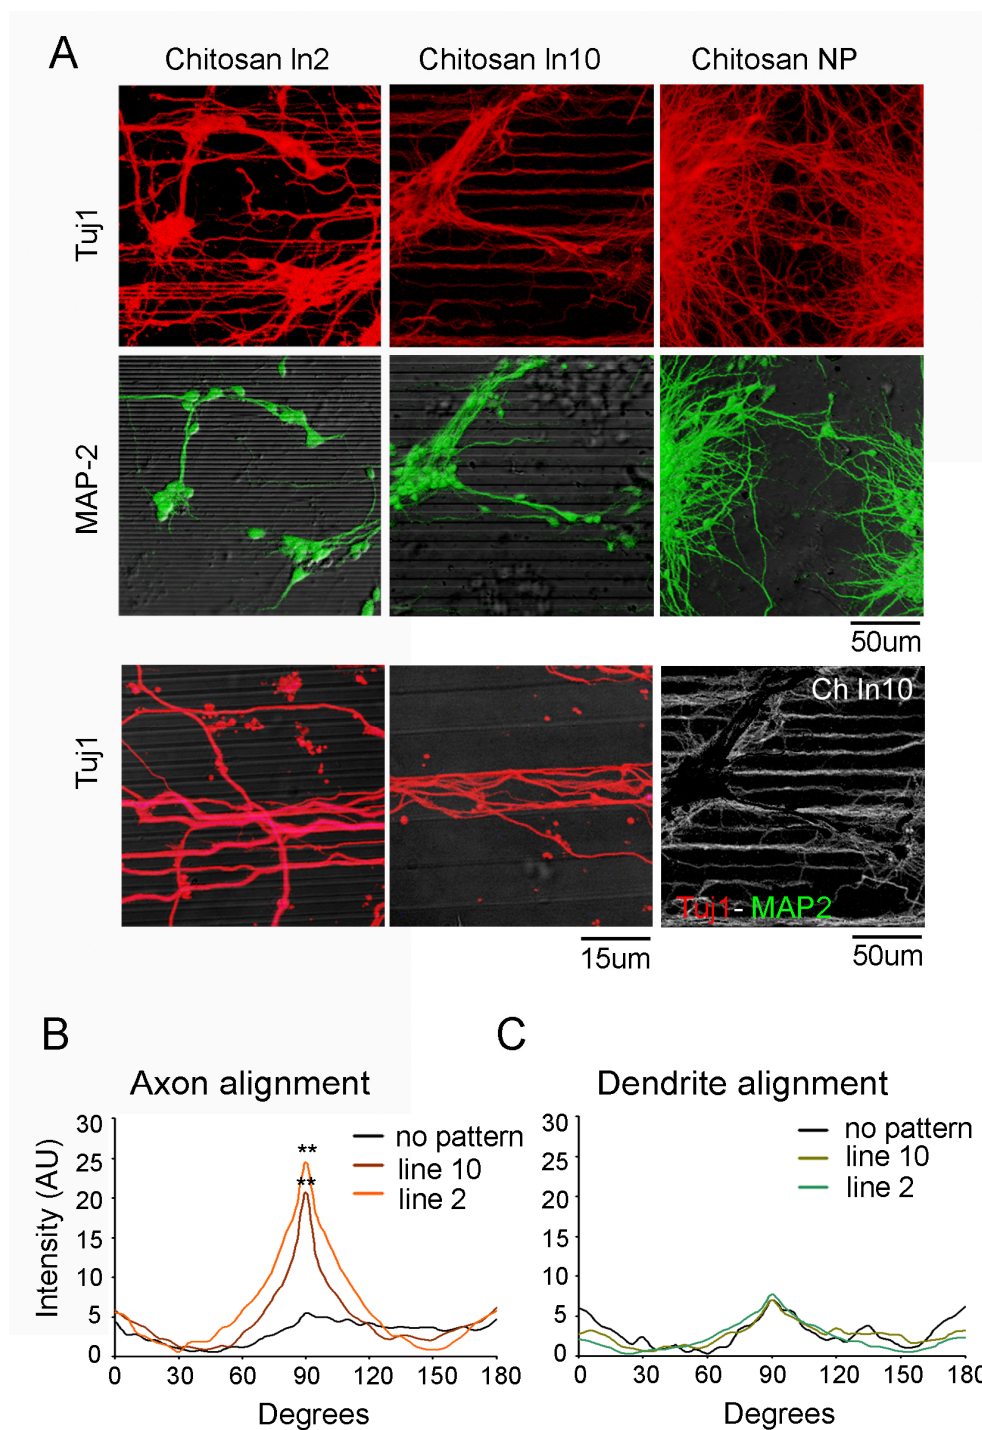 A
Chitosan ln2 Chitosan ln10 Chitosan NP
Tuj1
MAP-2
50um
Tuj1
Ch ln10
Tuj1- MAP2
15um
50um
B
Axon alignment
30
25
20
15
10
5
0
Intensity (AU)
**
**
no pattern
line 10
line 2
0 30 60 90 120 150 180
Degrees
C
Dendrite alignment
30
25
20
15
10
5
0
no pattern
line 10
line 2
0 30 60 90 120 150 180
Degrees